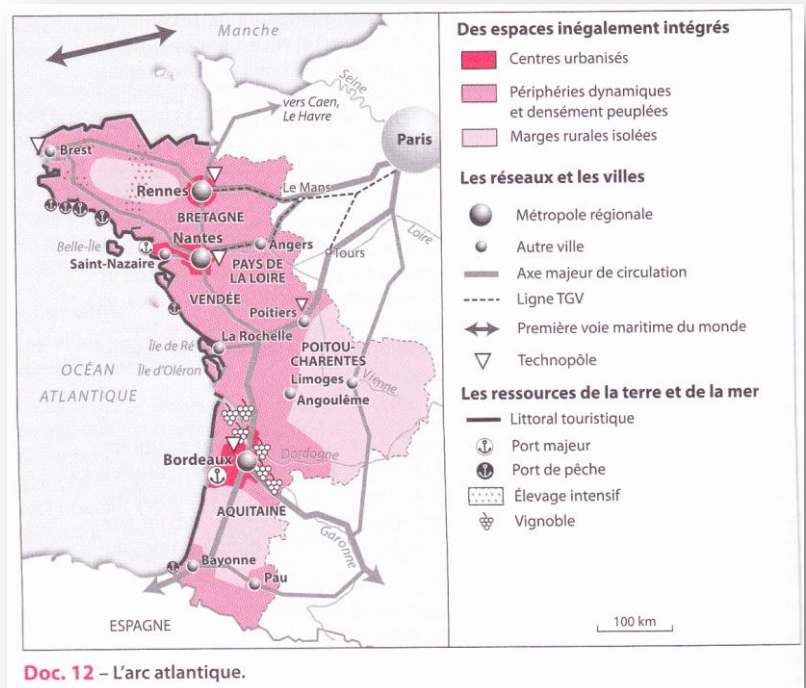 Manche
Seine
vers Caen,
Le Havre
Paris
Brest
Rennes
Le Mans
BRETAGNE
Nantes
Belle-Île
Saint-Nazaire
Angers
Tours
Loire
PAYS DE
LA LOIRE
VENDÉE
Poitiers
La Rochelle
Île de Ré
POITOU-
CHARENTES
OCÉAN
ATLANTIQUE
Île d'Oléron
Limoges
Vienne
Angoulême
Bordeaux
Dordogne
AQUITAINE
Garonne
Bayonne
Pau
ESPAGNE
Des espaces inégalement intégrés
Centres urbanisés
Périphéries dynamiques
et densément peuplées
Marges rurales isolées
Les réseaux et les villes
Métropole régionale
Autre ville
Axe majeur de circulation
Ligne TGV
Première voie maritime du monde
Technopôle
Les ressources de la terre et de la mer
Littoral touristique
Port majeur
Port de pêche
Élevage intensif
Vignoble
100 km
Doc. 12 – L'arc atlantique.